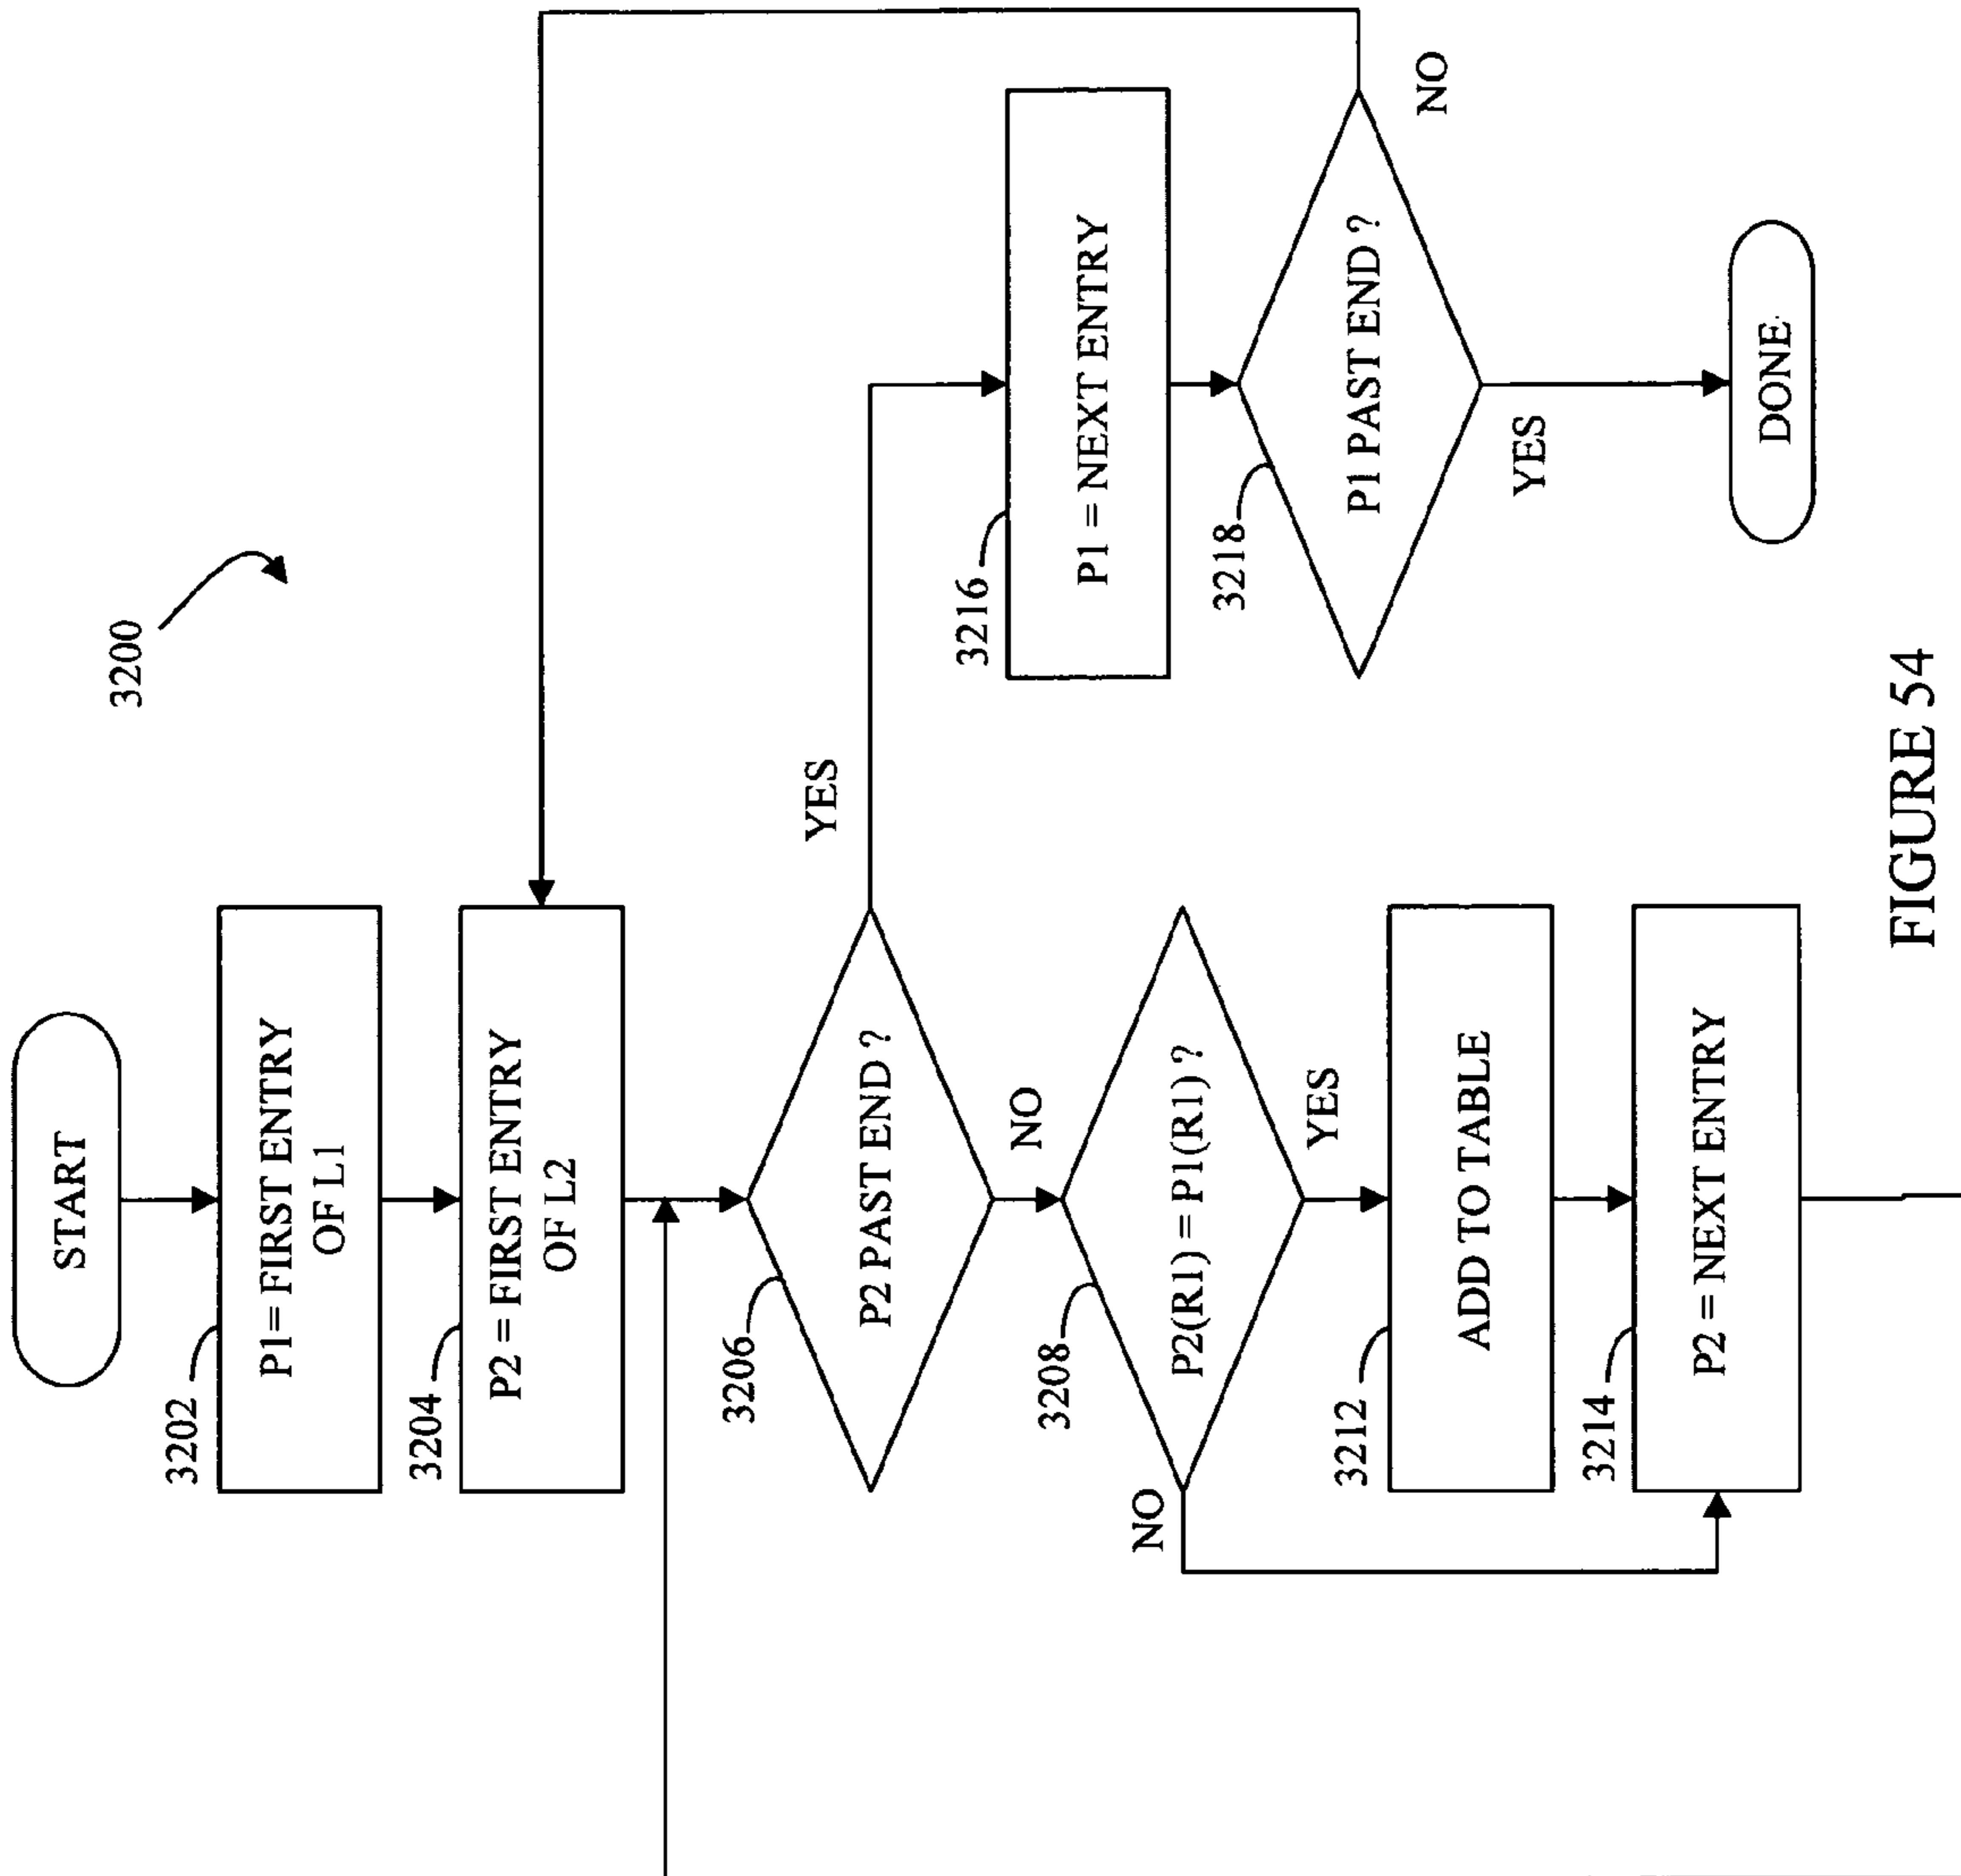 3200
START
3202
P1= FIRST ENTRY
OF L1
3204
P2 = FIRST ENTRY
OF L2
3206
P2 PAST END?
YES
NO
3208
P2(R1) = P1(R1)?
NO
YES
3212
ADD TO TABLE
3214
P2 = NEXT ENTRY
3216
P1 = NEXT ENTRY
3218
P1 PAST END?
NO
YES
DONE
FIGURE 54